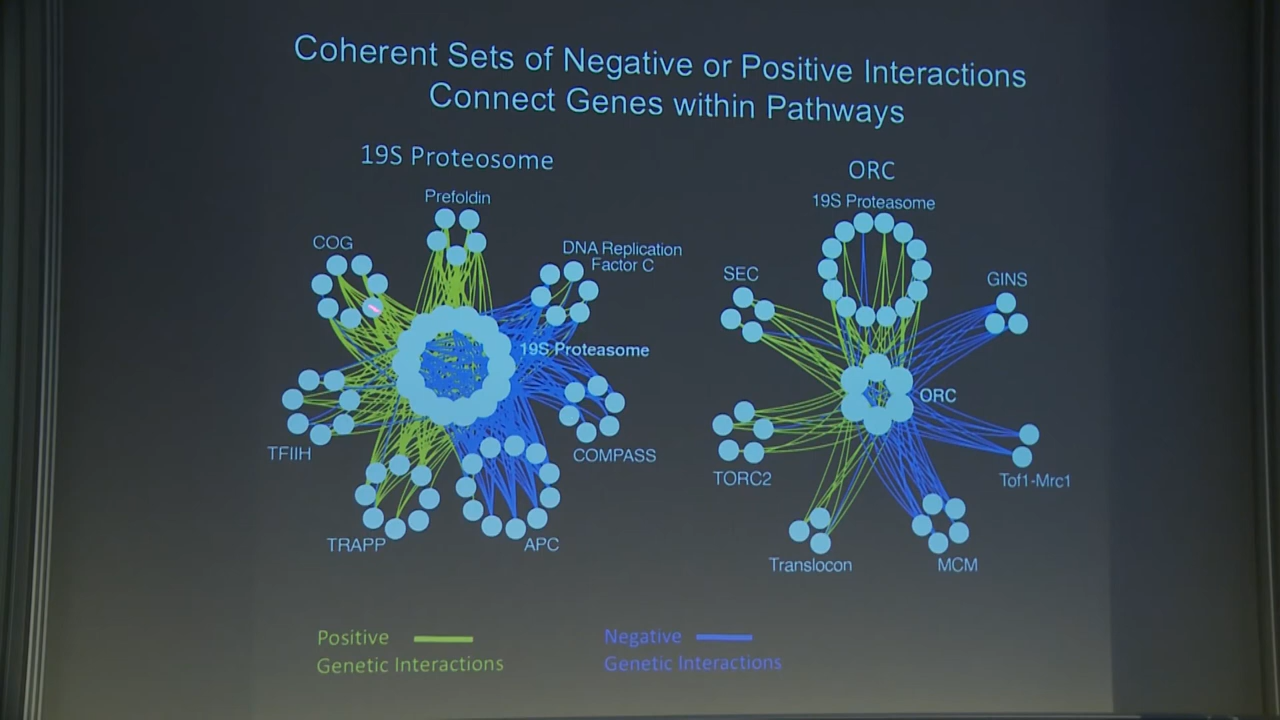 Coherent Sets of Negative or Positive Interactions
Connect Genes within Pathways
19S Proteosome
Prefoldin
COG
DNA Replication
Factor C
19S Proteasome
COMPASS
APC
TRAPP
TFIIH
ORC
19S Proteasome
SEC
GINS
ORC
TORC2
Tof1-Mrc1
Translocon
MCM
Positive
Genetic Interactions
Negative
Genetic Interactions